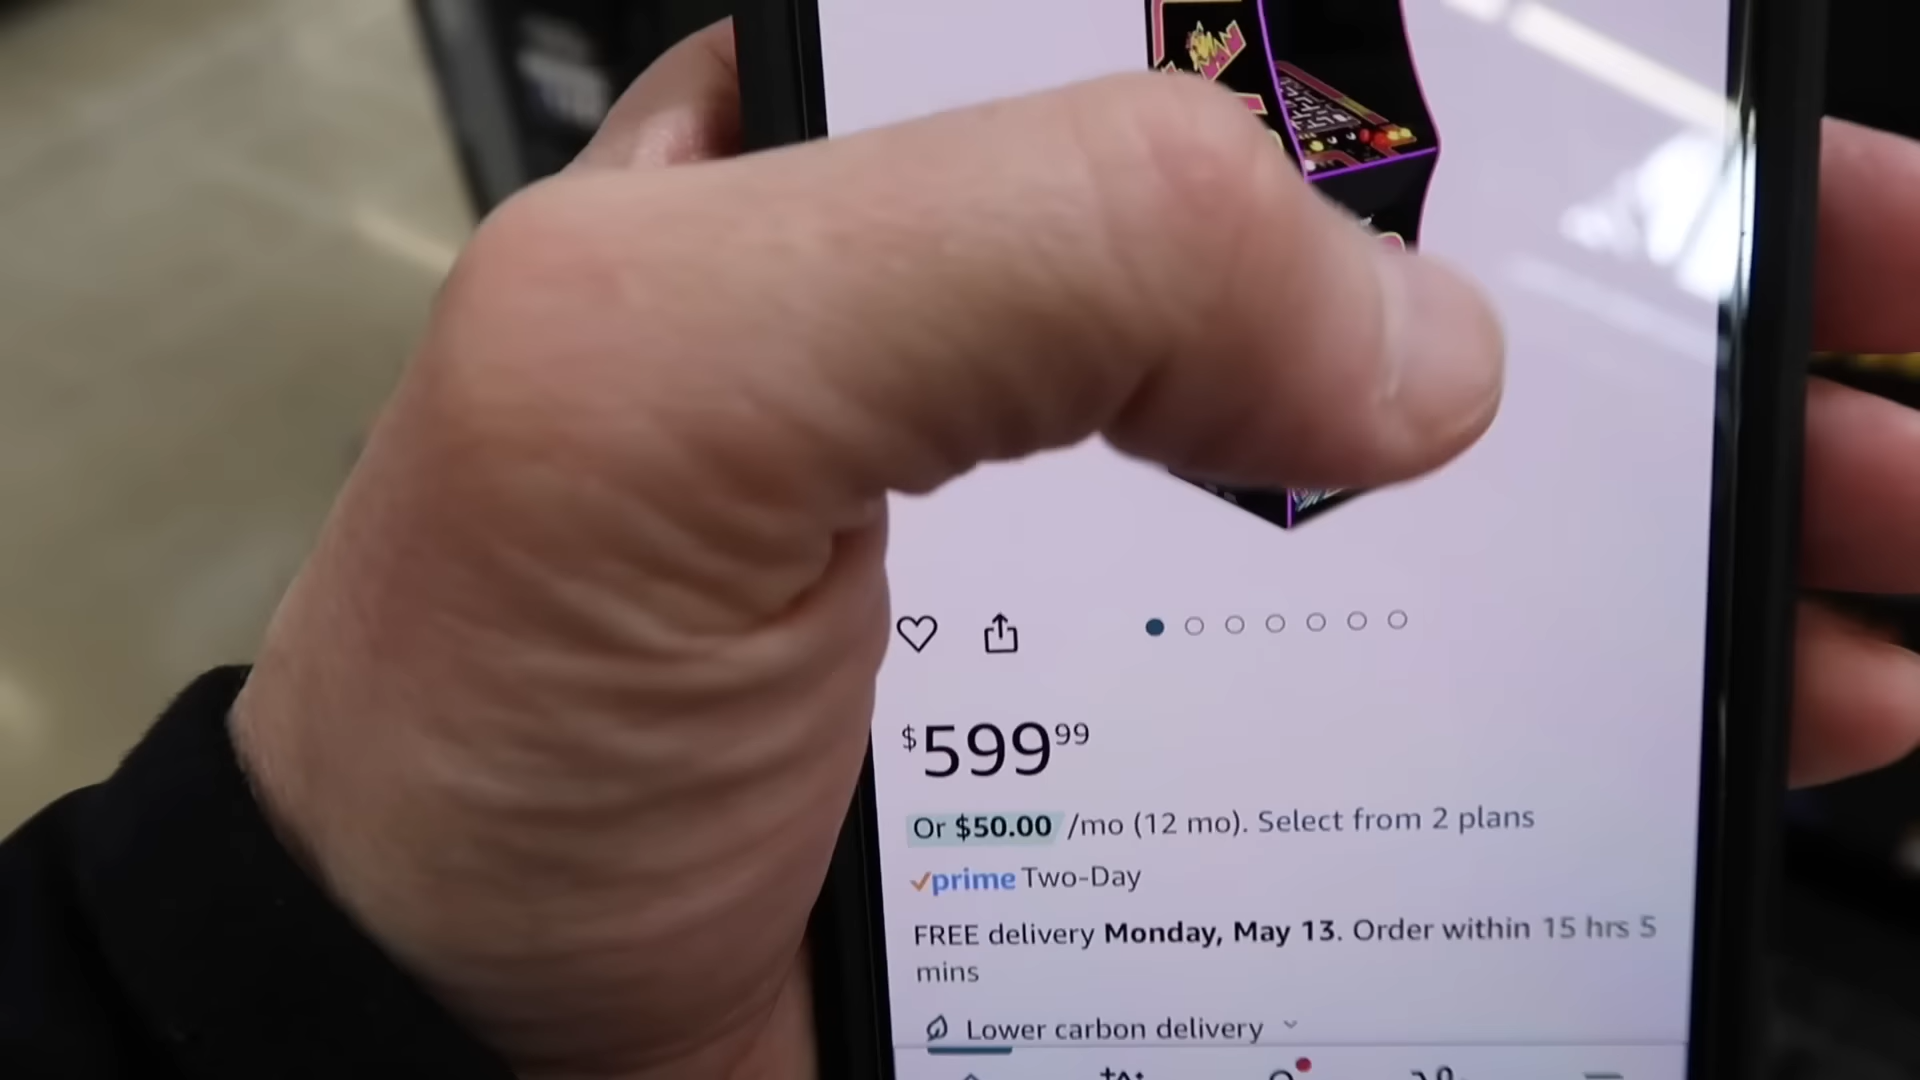 $599 99
Or $50.00 /mo (12 mo). Select from 2 plans
prime Two-Day
FREE delivery Monday, May 13. Order within 15 hrs 5
mins
Lower carbon delivery